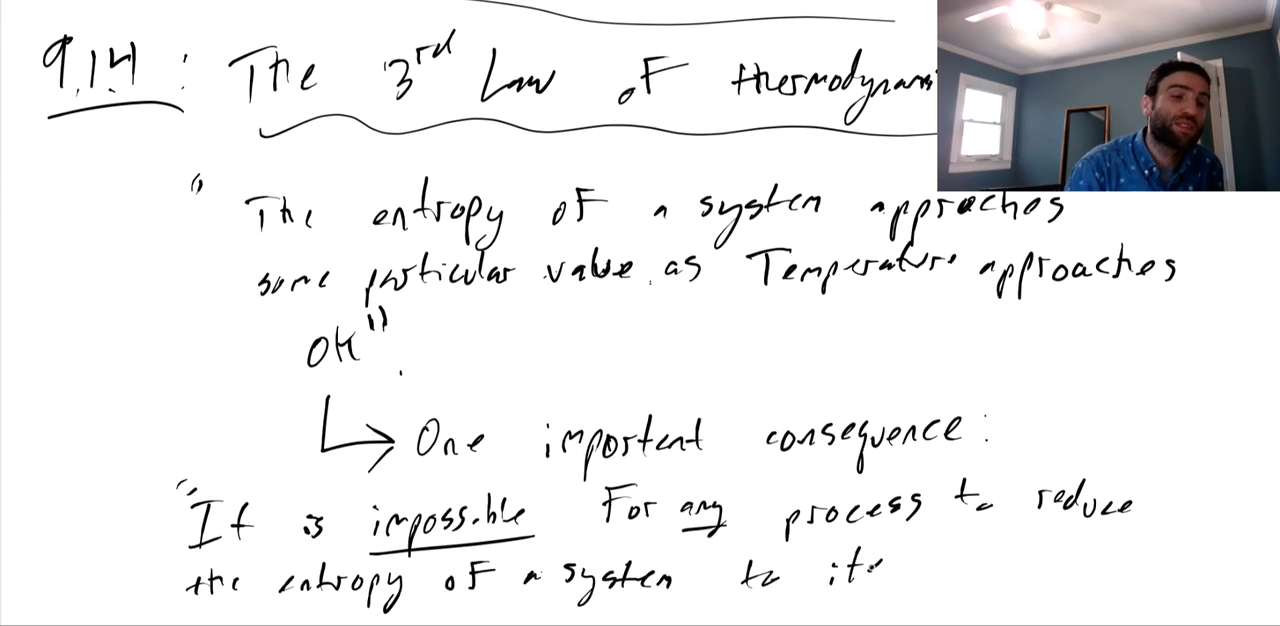 9.14: The 3rd Law of thermodynami
"The entropy of a system approaches
some particular value as Temperature approaches
0K".
↳ One important consequence:
"It is impossible For any process to reduce
the entropy of a system to its